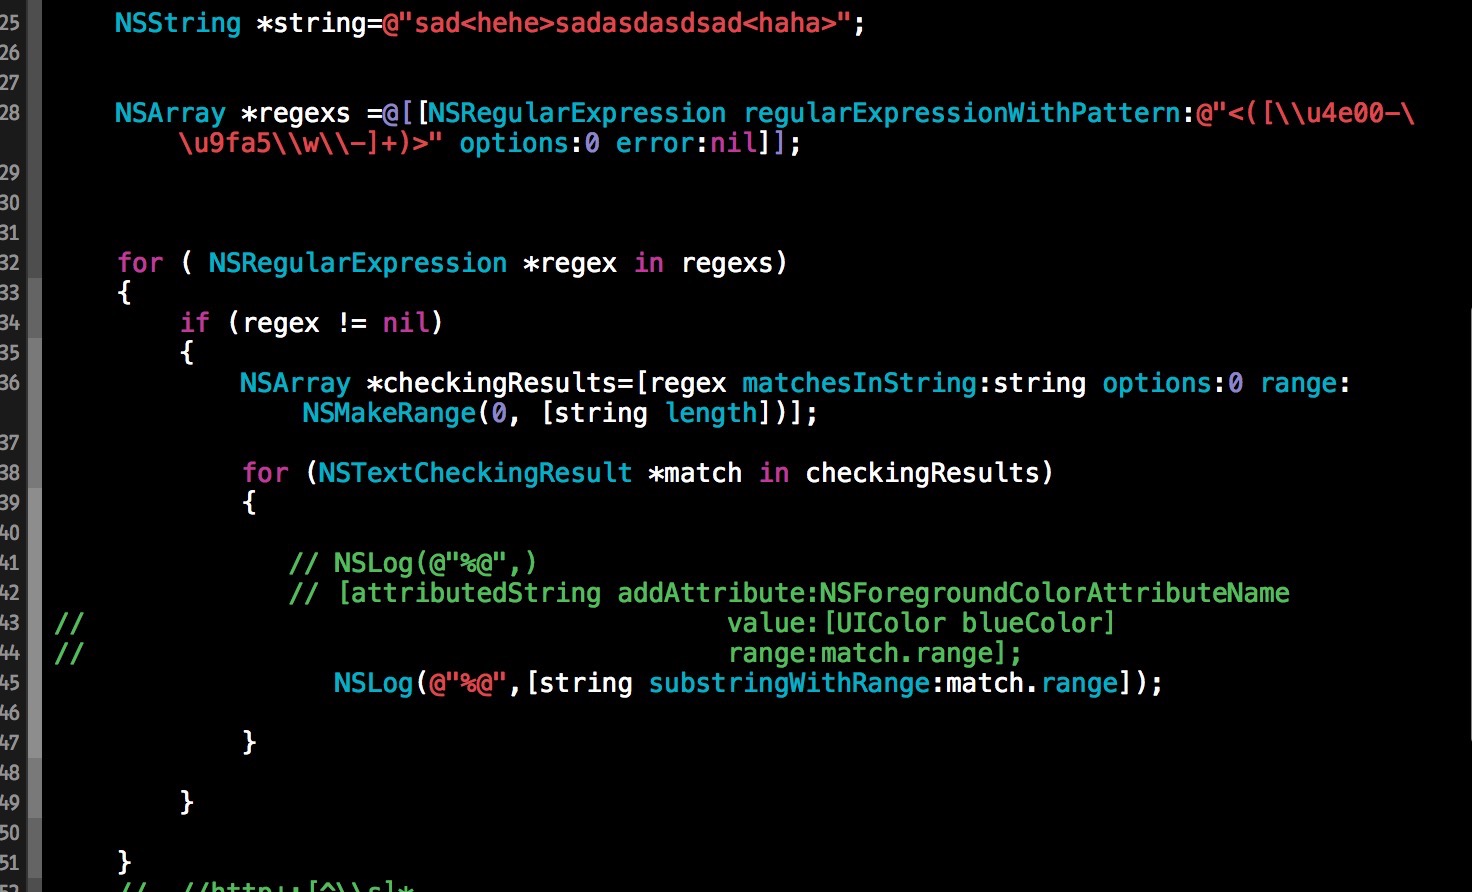 25 NSString *string=@"sad<hehe>sadasdasdsad<haha>";
26
27
28 NSArray *regexs =@[[NSRegularExpression regularExpressionWithPattern:@"<([\\u4e00-\
\u9fa5\\w\\-]+)>" options:0 error:nil]];
29
30
31
32 for ( NSRegularExpression *regex in regexs)
33 {
34 if (regex != nil)
35 {
36 NSArray *checkingResults=[regex matchesInString:string options:0 range:
NSMakeRange(0, [string length])];
37
38 for (NSTextCheckingResult *match in checkingResults)
39 {
40
41 // NSLog(@"%@",)
42 // [attributedString addAttribute:NSForegroundColorAttributeName
43 // value:[UIColor blueColor]
44 // range:match.range];
45 NSLog(@"%@",[string substringWithRange:match.range]);
46
47 }
48
49 }
50
51 }
52 // //http+:[^\\s]*